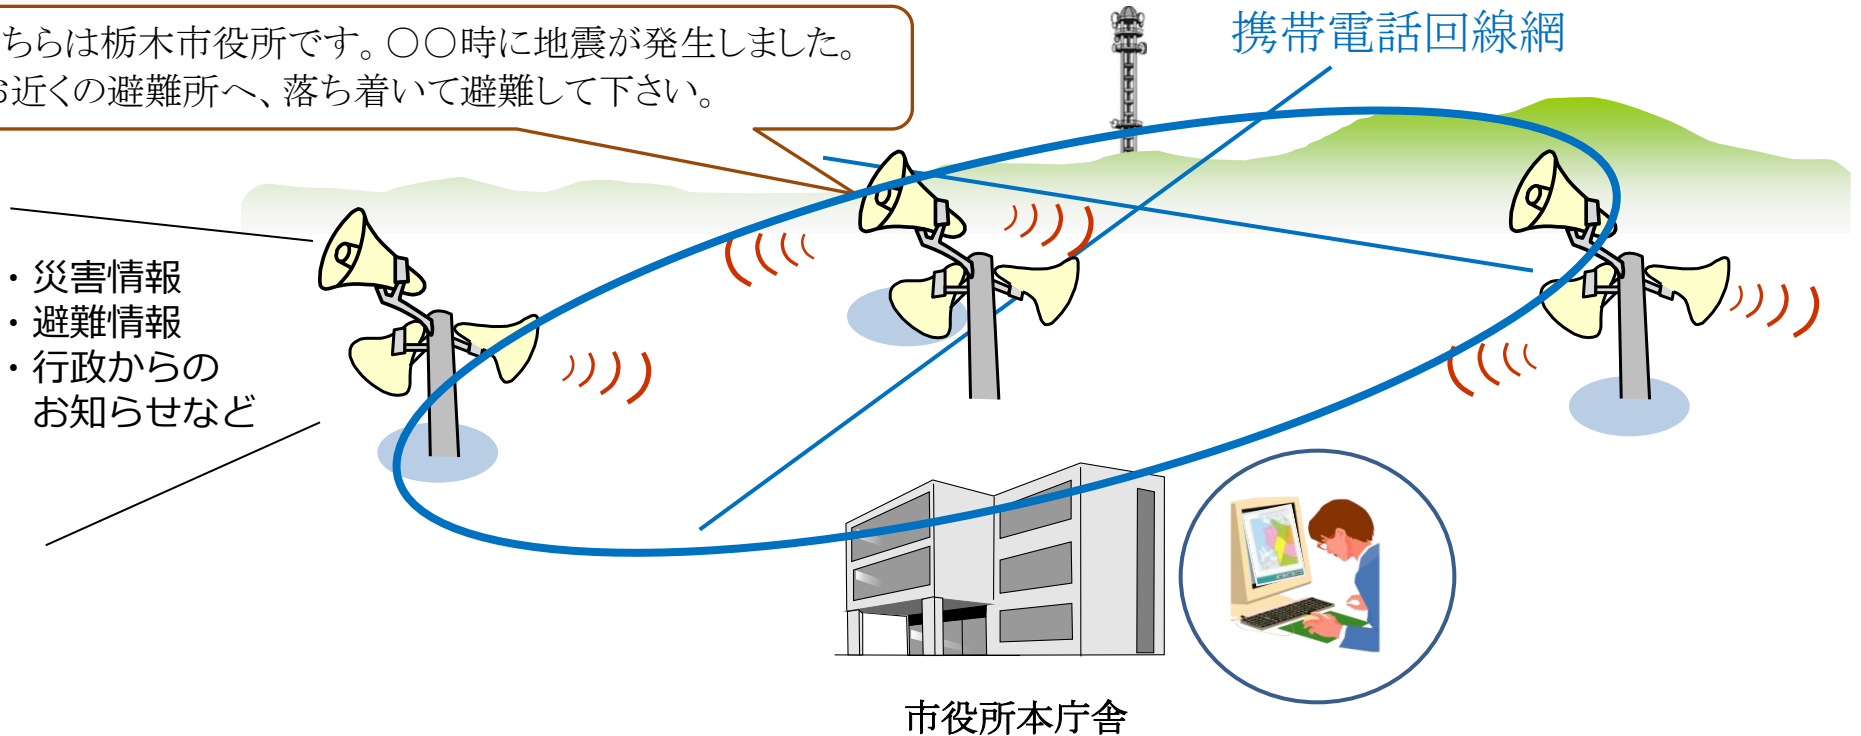 ちらは栃木市役所です。〇〇時に地震が発生しました。
お近くの避難所へ、落ち着いて避難して下さい。
携帯電話回線網
・災害情報
・避難情報
・行政からの
お知らせなど
市役所本庁舎